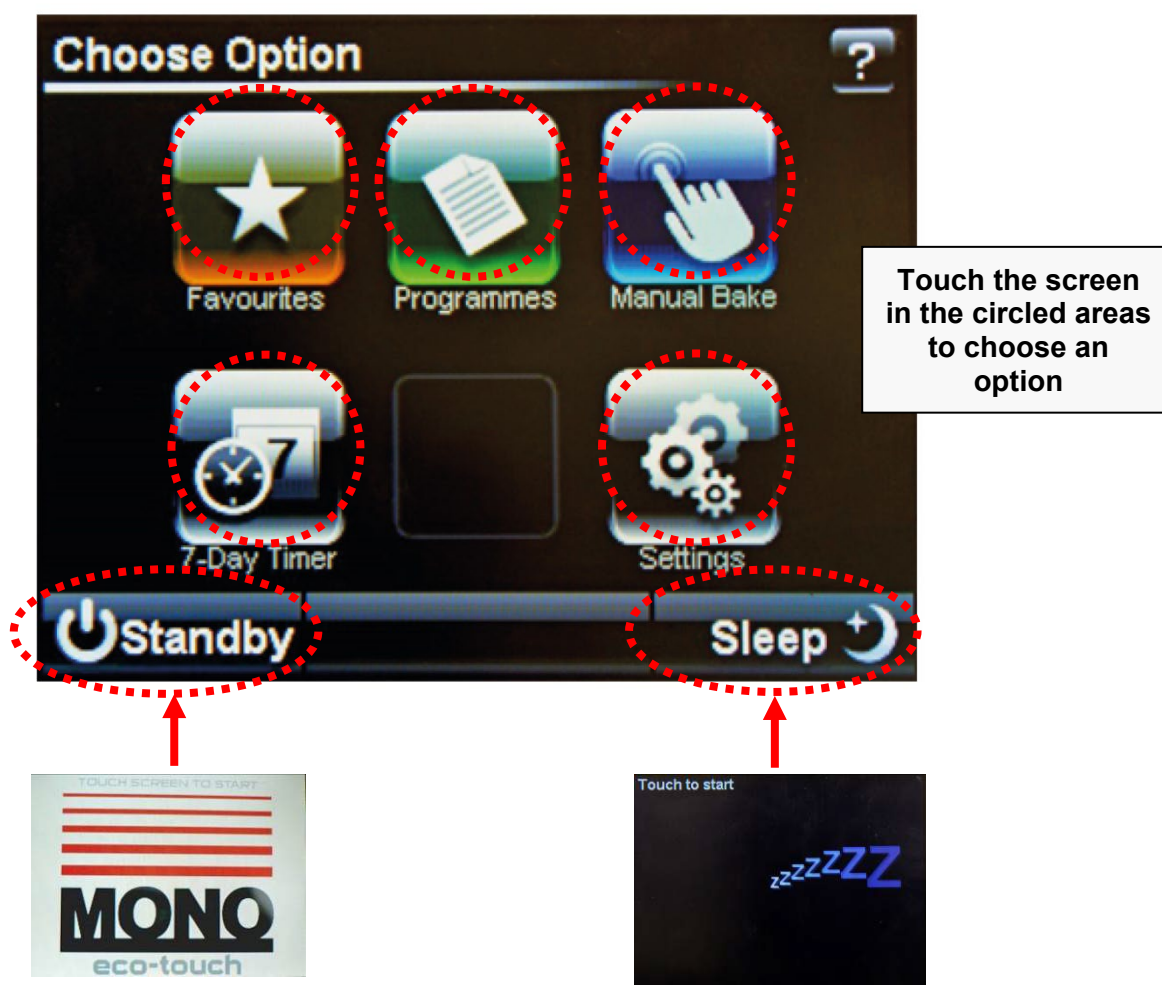 Choose Option
?
Favourites
Programmes
Manual Bake
Touch the screen
in the circled areas
to choose an
option
7
7-Day Timer
Settings
Standby
Sleep
TOUCH SCREEN TO START
MONO
eco-touch
Touch to start
zzzzzZZ